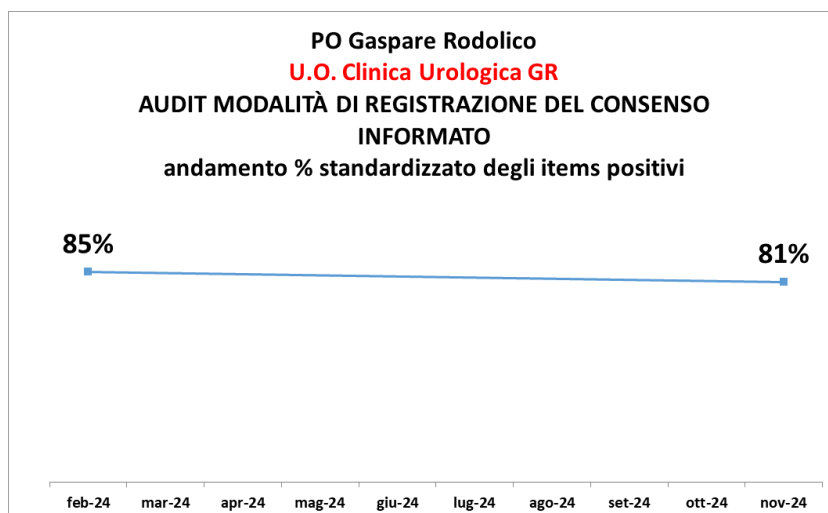 PO Gaspare Rodolico
U.O. Clinica Urologica GR
AUDIT MODALITÀ DI REGISTRAZIONE DEL CONSENSO
INFORMATO
andamento % standardizzato degli items positivi
85%
81%
feb-24 mar-24 apr-24 mag-24 giu-24 lug-24 ago-24 set-24 ott-24 nov-24